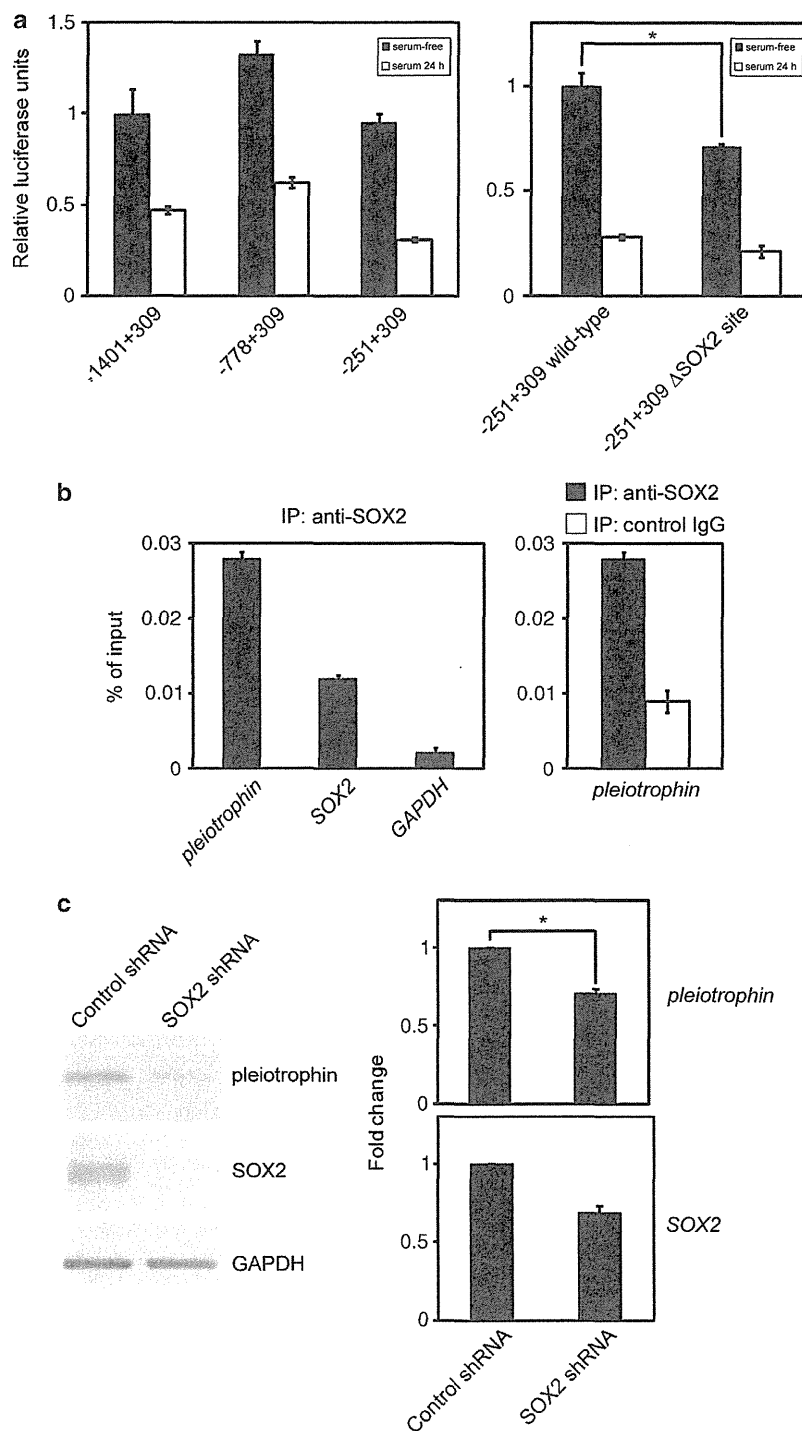 a
Relative luciferase units
1.5
1
0.5
0
serum-free
serum 24 h
-1401+309
-778+309
-251+309
1
0.5
0
*
serum-free
serum 24 h
-251+309 wild-type
-251+309 ΔSOX2 site
b
IP: anti-SOX2
% of input
0.03
0.02
0.01
0
pleiotrophin
SOX2
GAPDH
IP: anti-SOX2
IP: control IgG
0.03
0.02
0.01
0
pleiotrophin
c
Control shRNA
SOX2 shRNA
pleiotrophin
SOX2
GAPDH
Fold change
*
1
0.5
0
pleiotrophin
1
0.5
0
SOX2
Control shRNA
SOX2 shRNA